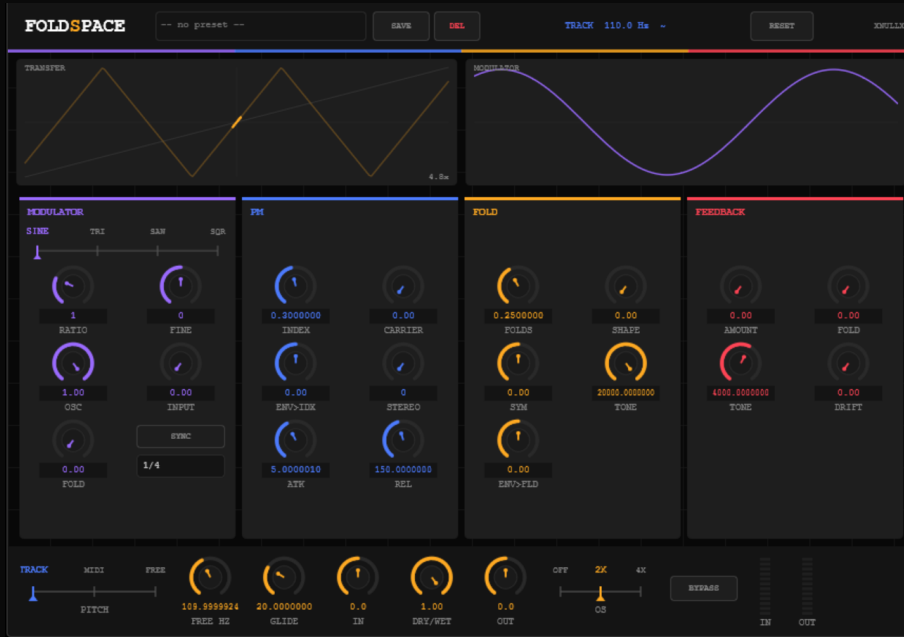 FOLDSPACE
-- no preset --
SAVE
DEL
TRACK 110.0 Hz ~
RESET
TRANSFER
4.8m
MODULATOR
MODULATOR
SINE TRI SAW SQR
1 0
RATIO FINE
1.00 0.00
OSC INPUT
SYNC
1/4
0.00
FOLD
PM
0.3000000 0.00
INDEX CARRIER
0.00 0
ENV>IDX STEREO
5.0000010 150.0000000
ATK REL
FOLD
0.2500000 0.00
FOLDS SHAPE
0.00 20000.0000000
SYM TONE
0.00
ENV>FLD
FEEDBACK
0.00 0.00
AMOUNT FOLD
4000.0000000 0.00
TONE DRIFT
TRACK MIDI FREE
PITCH
109.9999924 20.0000000 0.0 1.00 0.0
FREE HZ GLIDE IN DRY/WET OUT
OFF 2X 4X
OS
BYPASS
IN OUT